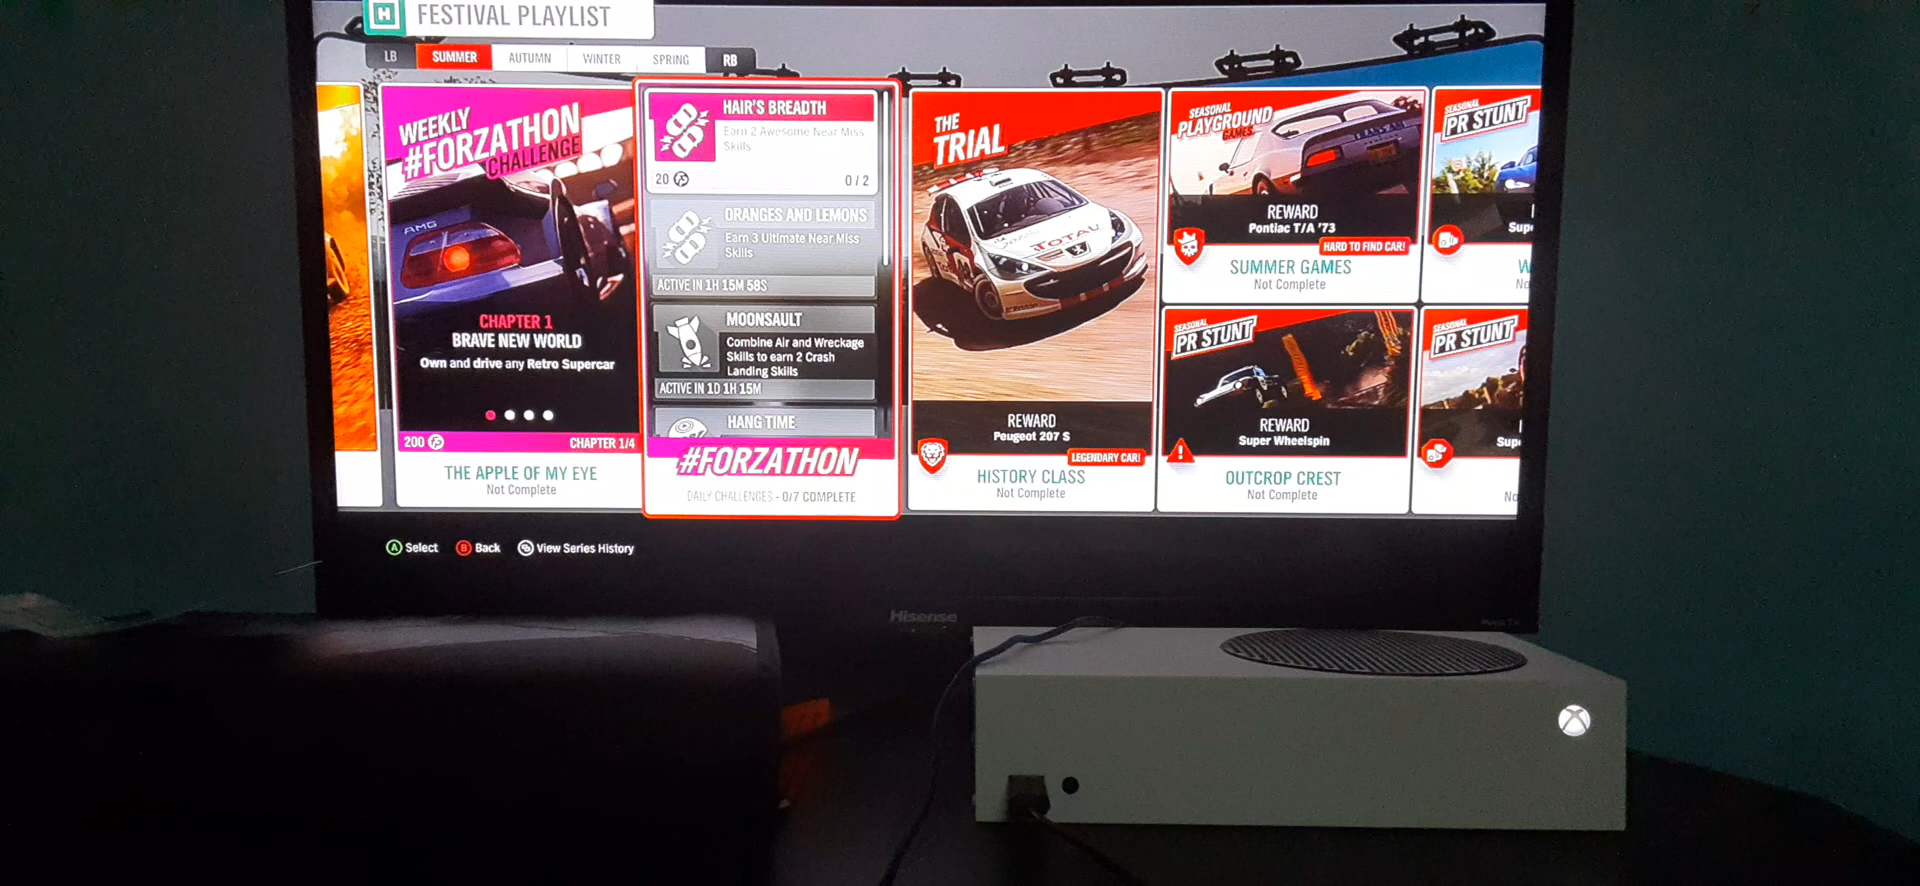 FESTIVAL PLAYLIST
LB SUMMER AUTUMN WINTER SPRING RB
WEEKLY
#FORZATHON
CHALLENGE
AMG
CHAPTER 1
BRAVE NEW WORLD
Own and drive any Retro Supercar
200
CHAPTER 1/4
THE APPLE OF MY EYE
Not Complete
HAIR'S BREADTH
Earn 2 Awesome Near Miss
Skills
20
0/2
ORANGES AND LEMONS
Earn 3 Ultimate Near Miss
Skills
ACTIVE IN 1H 15M 58S
MOONSAULT
Combine Air and Wreckage
Skills to earn 2 Crash
Landing Skills
ACTIVE IN 1D 1H 15M
HANG TIME
#FORZATHON
DAILY CHALLENGES - 0/7 COMPLETE
THE
TRIAL
TOTAL
REWARD
Peugeot 207 S
LEGENDARY CAR!
HISTORY CLASS
Not Complete
SEASONAL
PLAYGROUND
GAMES
REWARD
Pontiac T/A '73
HARD TO FIND CAR!
SUMMER GAMES
Not Complete
SEASONAL
PR STUNT
REWARD
Super Wheelspin
OUTCROP CREST
Not Complete
SEASONAL
PR STUNT
Sup
W
No
SEASONAL
PR STUNT
Sup
No
A Select B Back View Series History
Hisense